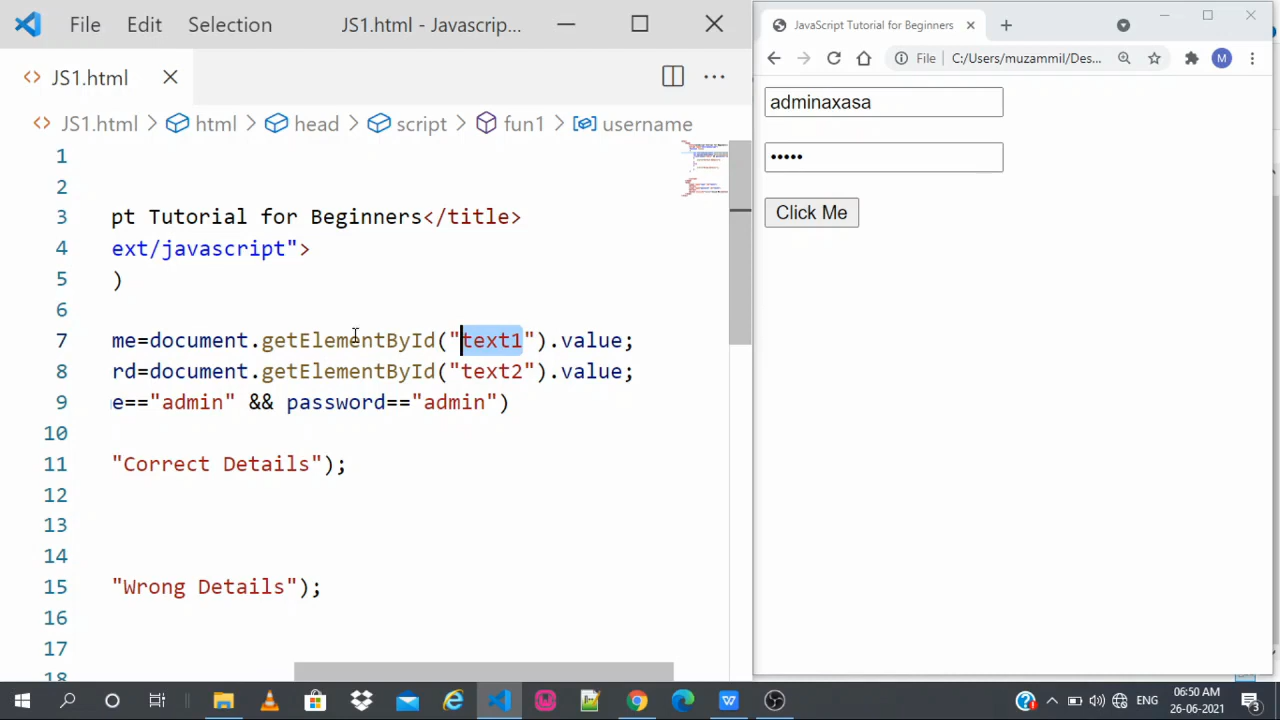 File Edit Selection JS1.html - Javascrip...
JS1.html
JS1.html html head script fun1 username
1
2
3 pt Tutorial for Beginners</title>
4 ext/javascript">
5 )
6
7 me=document.getElementById("text1").value;
8 rd=document.getElementById("text2").value;
9 e=="admin" && password=="admin")
10
11 "Correct Details");
12
13
14
15 "Wrong Details");
16
17
18
JavaScript Tutorial for Beginners
File C:/Users/muzammil/Des... M
adminaxasa
•••••
Click Me
ENG
06:50 AM
26-06-2021
3